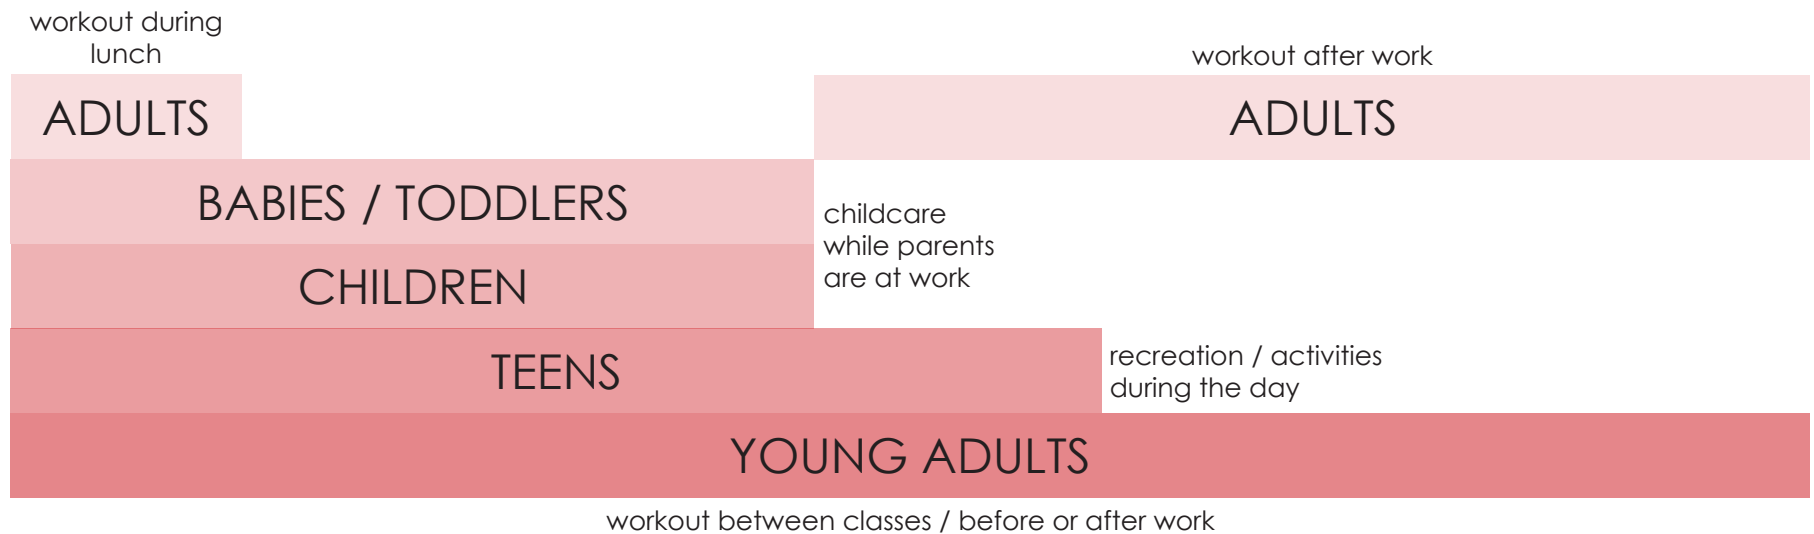 workout during
lunch
workout after work
ADULTS
ADULTS
BABIES / TODDLERS
childcare
while parents
are at work
CHILDREN
TEENS
recreation / activities
during the day
YOUNG ADULTS
workout between classes / before or after work